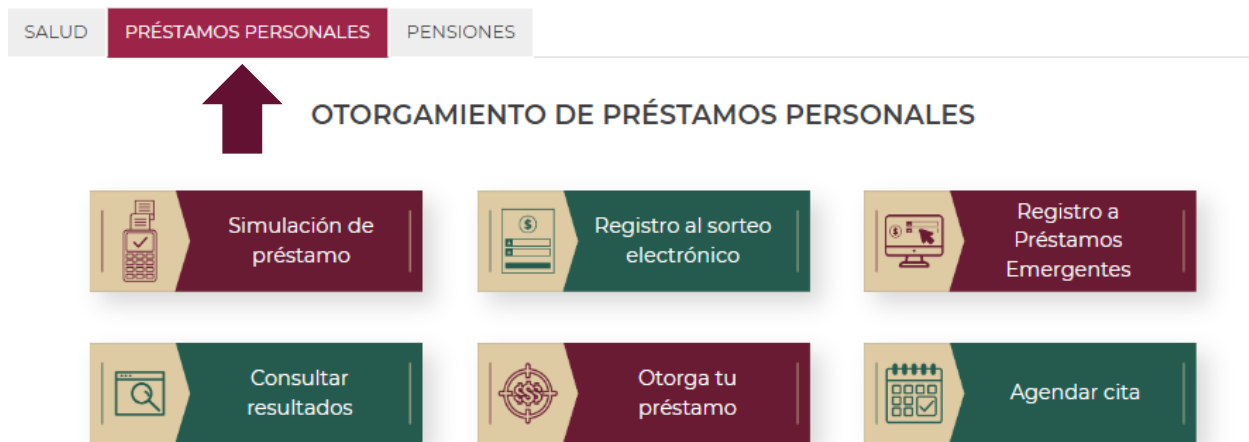 SALUD PRÉSTAMOS PERSONALES PENSIONES
OTORGAMIENTO DE PRÉSTAMOS PERSONALES
Simulación de
préstamo
Registro al sorteo
electrónico
Registro a
Préstamos
Emergentes
Consultar
resultados
Otorga tu
préstamo
Agendar cita